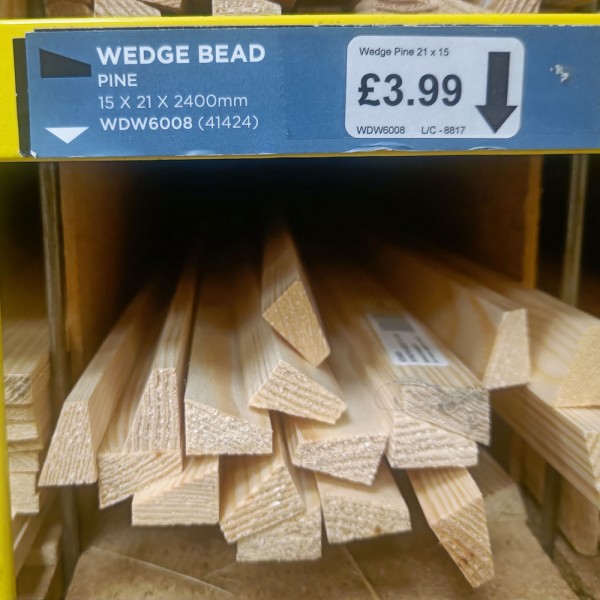 WEDGE BEAD
PINE
15 X 21 X 2400mm
WDW6008 (41424)
Wedge Pine 21 x 15
£3.99
WDW6008 L/C - 8817